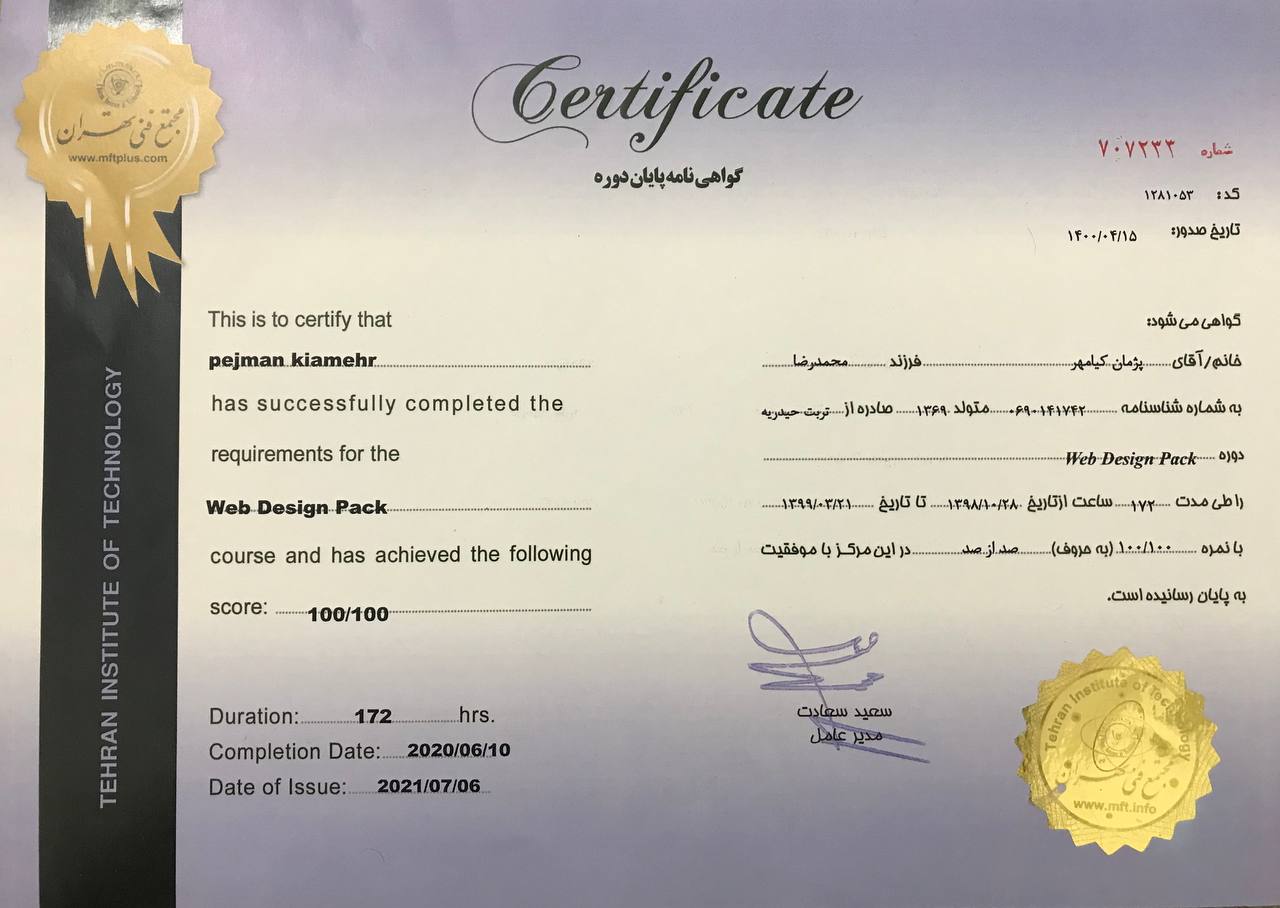 Certificate
گواهی نامه پایان دوره
مجتمع فنی تهران
www.mftplus.com
شماره ۷۰۷۲۳۳
کد: ۱۲۸۱۰۵۳
تاریخ صدور: ۱۴۰۰/۰۴/۱۵
TEHRAN INSTITUTE OF TECHNOLOGY
This is to certify that
pejman kiamehr
has successfully completed the
requirements for the
Web Design Pack
course and has achieved the following
score: 100/100
Duration: 172 hrs.
Completion Date: 2020/06/10
Date of Issue: 2021/07/06
گواهی می شود:
خانم/آقای پژمان کیامهر فرزند محمدرضا
به شماره شناسنامه ۰۶۹۰۱۴۱۷۴۲ متولد ۱۳۶۹ صادره از تربت حیدریه
دوره Web Design Pack
را طی مدت ۱۷۲ ساعت از تاریخ ۱۳۹۸/۱۰/۲۸ تا تاریخ ۱۳۹۹/۰۳/۲۱
با نمره ۱۰۰/۱۰۰ (به حروف) صد از صد در این مرکز با موفقیت
به پایان رسانیده است.
سعید سعادت
مدیر عامل
Tehran Institute of Technology
مجتمع فنی تهران
www.mft.info